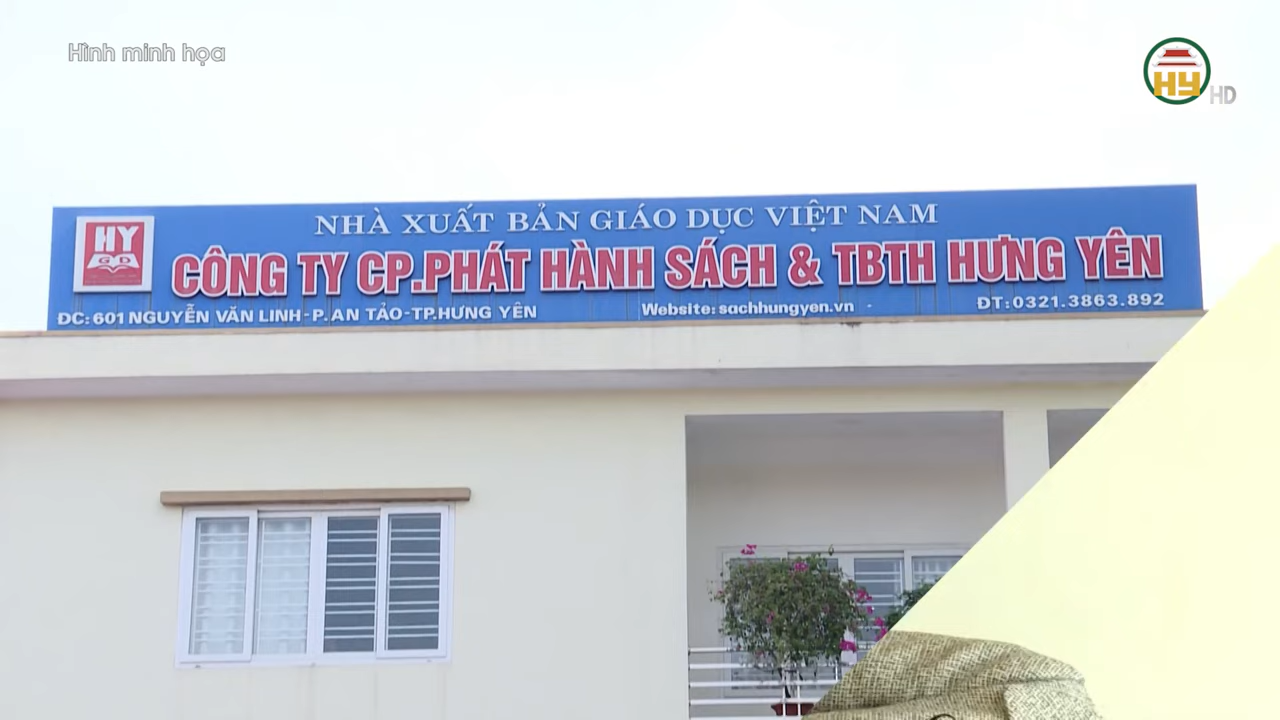 Hình minh họa
HY
HD
NHÀ XUẤT BẢN GIÁO DỤC VIỆT NAM
HY
GD
CÔNG TY CP.PHÁT HÀNH SÁCH & TBTH HƯNG YÊN
ĐC: 601 NGUYỄN VĂN LINH-P.AN TẢO-TP.HƯNG YÊN
Website: sachhungyen.vn -
ĐT:0321.3863.892